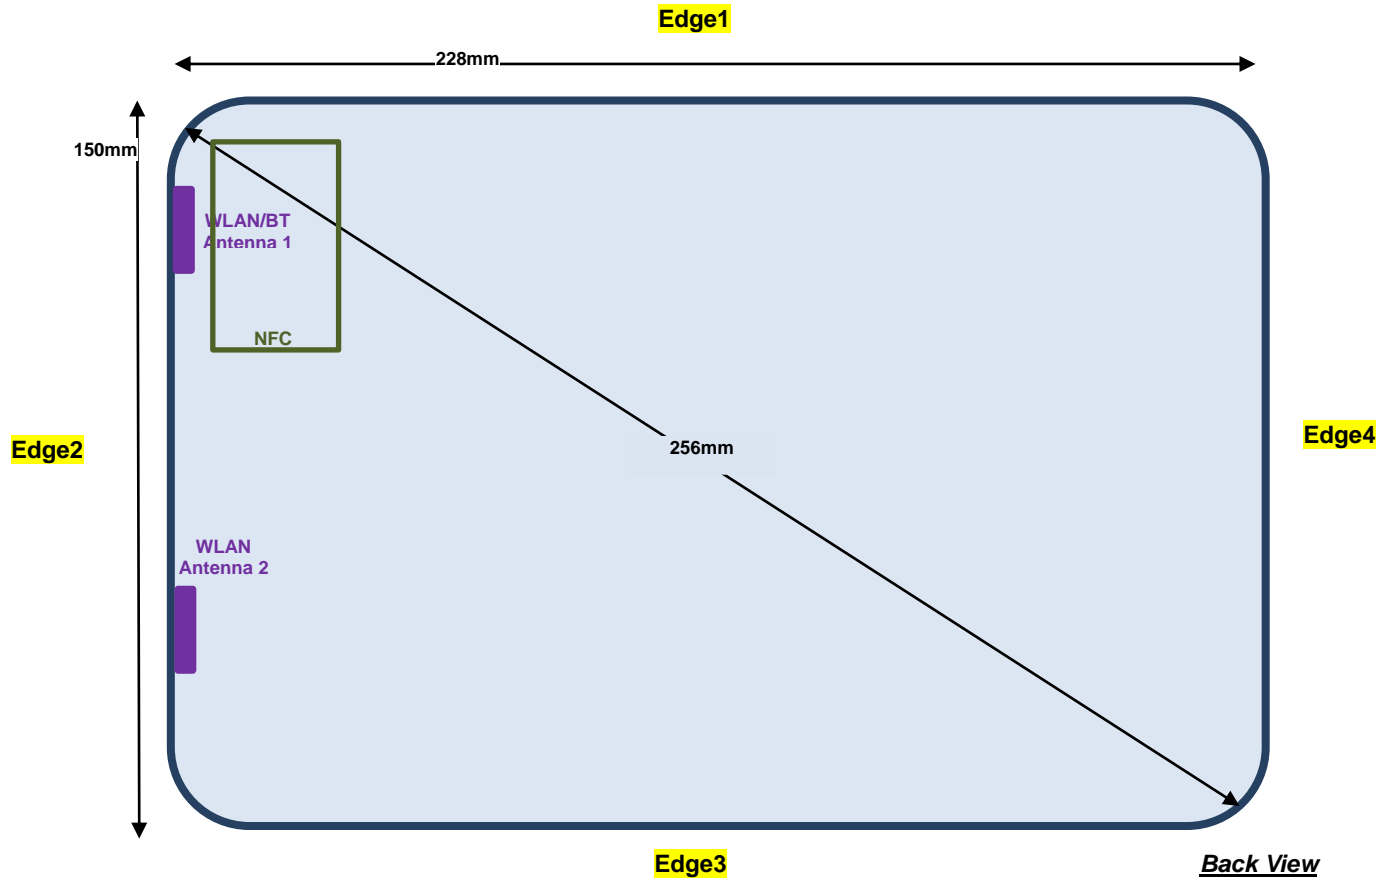 Edge1
228mm
150mm
WLAN/BT
Antenna 1
NFC
Edge2
Edge4
256mm
WLAN
Antenna 2
Edge3
Back View